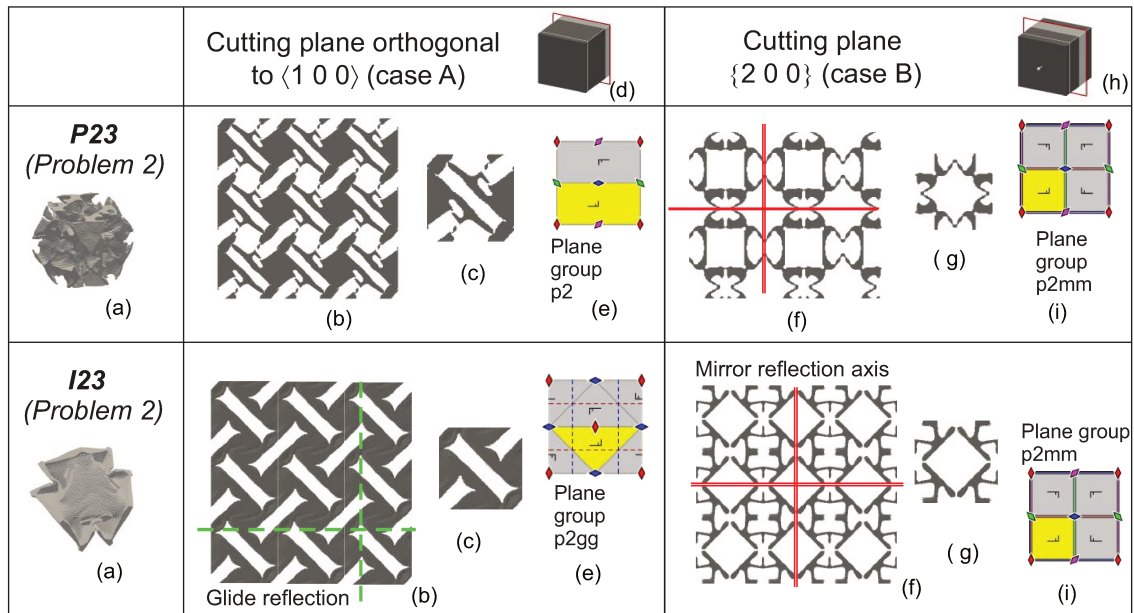 Cutting plane orthogonal
to ⟨1 0 0⟩ (case A)
(d)
Cutting plane
{2 0 0} (case B)
(h)
P23
(Problem 2)
(a)
(b)
(c)
Plane
group
p2
(e)
(f)
( g)
Plane
group
p2mm
(i)
I23
(Problem 2)
(a)
Glide reflection
(b)
(c)
Plane
group
p2gg
(e)
Mirror reflection axis
(f)
( g)
Plane group
p2mm
(i)